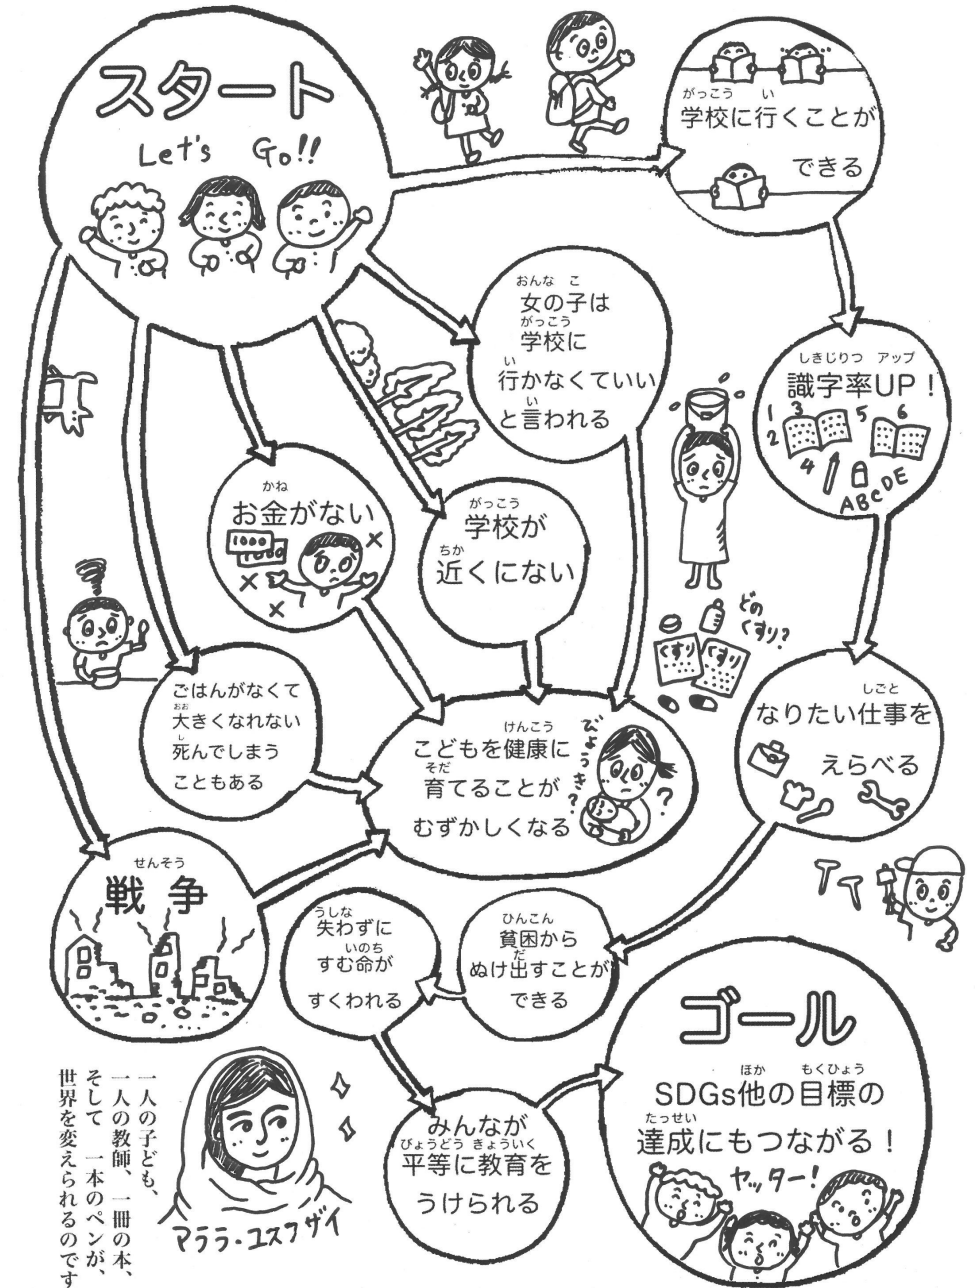 スタート
Let's Go!!
がっこう い
学校に行くことが
できる
おんな こ
女の子は
がっこう
学校に
い
行かなくていい
い
と言われる
しきじりつ アップ
識字率UP！
1 3 5 6
2
4
ABCDE
かね
お金がない
1000
1000
がっこう
学校が
ちか
近くにない
どの
くすり？
くすり
くすり
ごはんがなくて
おお
大きくなれない
し
死んでしまう
こともある
けんこう
こどもを健康に
そだ
育てることが
むずかしくなる
びょうき？
？
しごと
なりたい仕事を
えらべる
せんそう
戦争
ひんこん
貧困から
だ
ぬけ出すことが
できる
うしな
失わずに
いのち
すむ命が
すくわれる
みんなが
びょうどう きょういく
平等に教育を
うけられる
ゴール
ほか もくひょう
SDGs他の目標の
たっせい
達成にもつながる！
ヤッター！
一人の子ども、
一人の教師、一冊の本、
そして 一本のペンが、
世界を変えられるのです
マララ・ユスフザイ